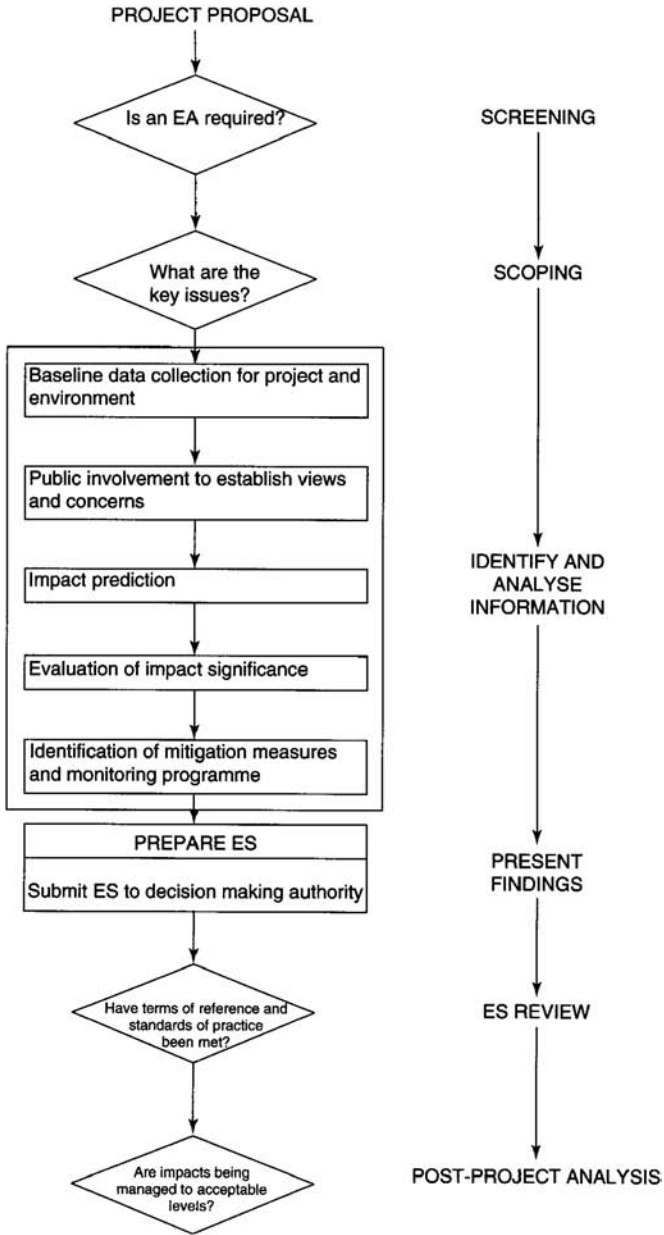 PROJECT PROPOSAL
Is an EA required?
SCREENING
What are the
key issues?
SCOPING
Baseline data collection for project and
environment
Public involvement to establish views
and concerns
Impact prediction
IDENTIFY AND
ANALYSE
INFORMATION
Evaluation of impact significance
Identification of mitigation measures
and monitoring programme
PREPARE ES
Submit ES to decision making authority
PRESENT
FINDINGS
Have terms of reference and
standards of practice
been met?
ES REVIEW
Are impacts being
managed to acceptable
levels?
POST-PROJECT ANALYSIS